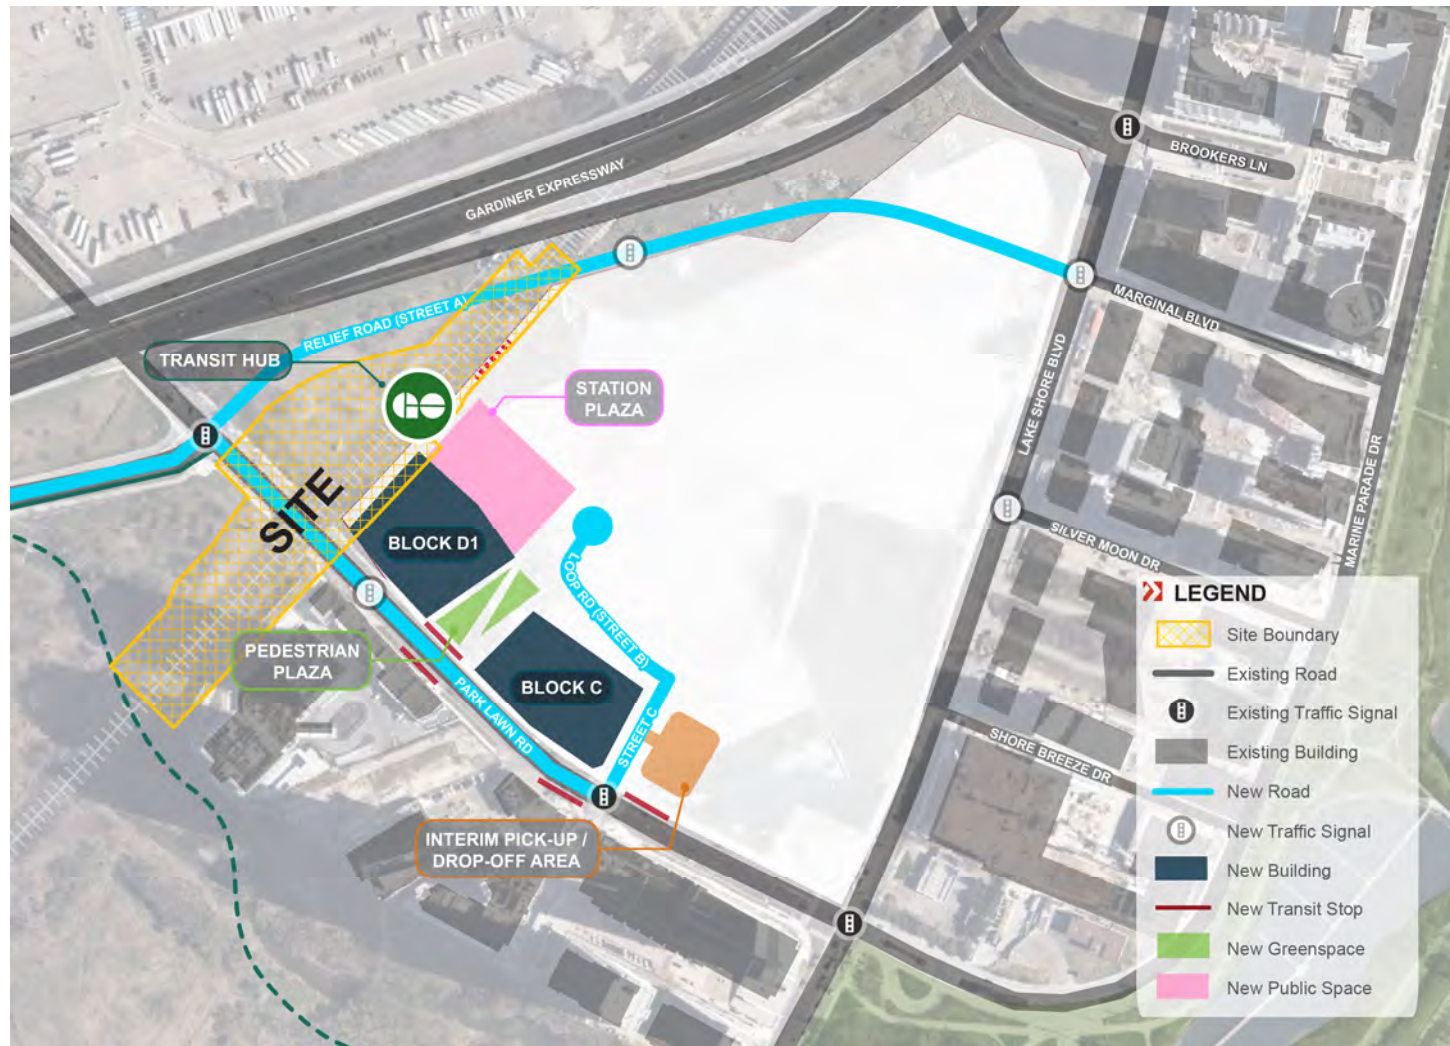 BROOKERS LN
GARDINER EXPRESSWAY
MARGINAL BLVD
RELIEF ROAD (STREET A)
TRANSIT HUB
GO
STATION
PLAZA
LAKE SHORE BLVD
MARINE PARADE DR
SITE
BLOCK D1
SILVER MOON DR
LOOP RD (STREET B)
PEDESTRIAN
PLAZA
BLOCK C
PARK LAWN RD
STREET C
SHORE BREEZE DR
INTERIM PICK-UP /
DROP-OFF AREA
LEGEND
Site Boundary
Existing Road
Existing Traffic Signal
Existing Building
New Road
New Traffic Signal
New Building
New Transit Stop
New Greenspace
New Public Space